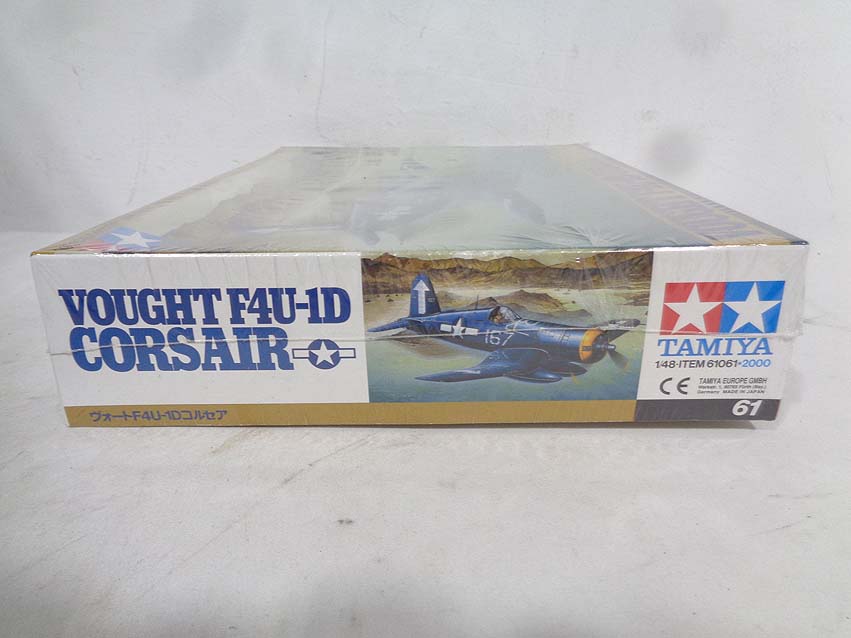 VOUGHT F4U-1D
CORSAIR
ヴォートF4U-1Dコルセア
157
TAMIYA
1/48•ITEM 61061•2000
CE
TAMIYA EUROPE GMBH
Germany MADE IN JAPAN
61